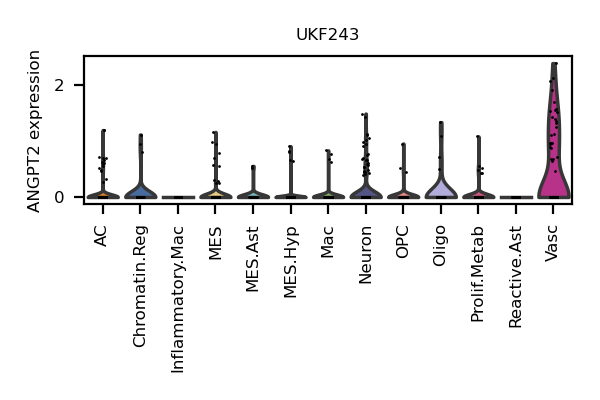 UKF243
ANGPT2 expression
2
0
AC
Chromatin.Reg
Inflammatory.Mac
MES
MES.Ast
MES.Hyp
Mac
Neuron
OPC
Oligo
Prolif.Metab
Reactive.Ast
Vasc